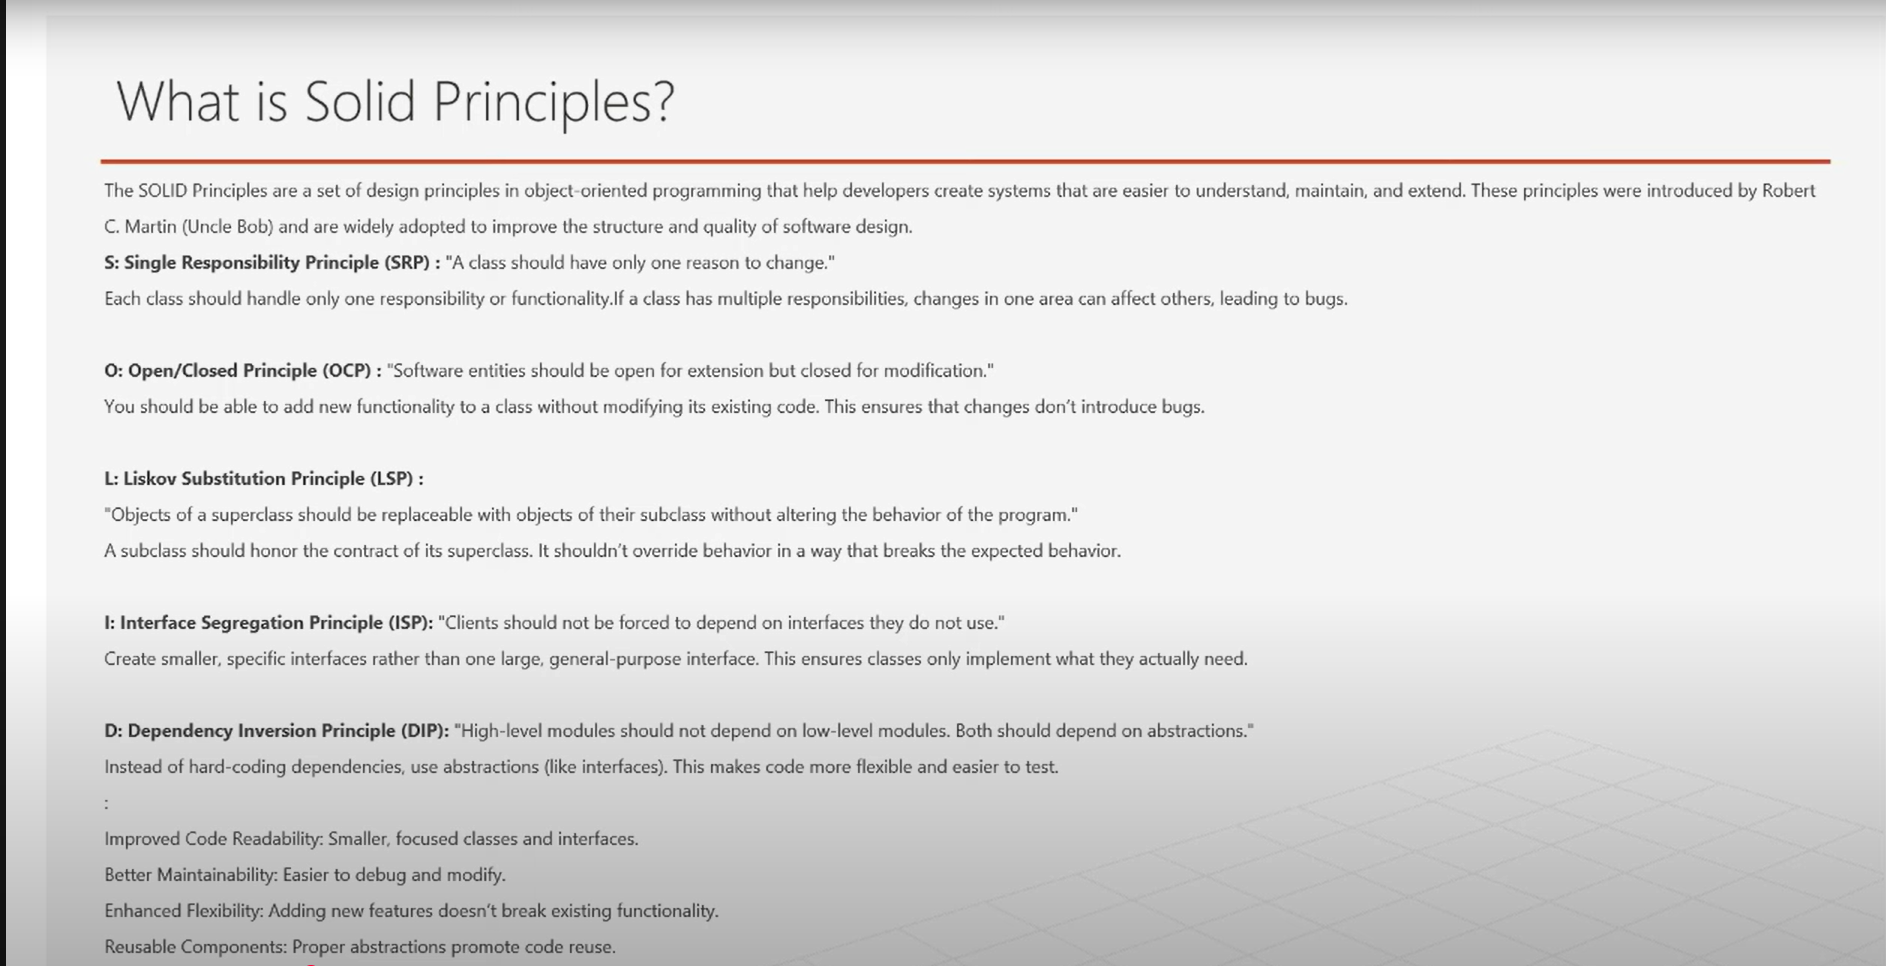 What is Solid Principles?
The SOLID Principles are a set of design principles in object-oriented programming that help developers create systems that are easier to understand, maintain, and extend. These principles were introduced by Robert
C. Martin (Uncle Bob) and are widely adopted to improve the structure and quality of software design.
S: Single Responsibility Principle (SRP) : "A class should have only one reason to change."
Each class should handle only one responsibility or functionality.If a class has multiple responsibilities, changes in one area can affect others, leading to bugs.
O: Open/Closed Principle (OCP) : "Software entities should be open for extension but closed for modification."
You should be able to add new functionality to a class without modifying its existing code. This ensures that changes don't introduce bugs.
L: Liskov Substitution Principle (LSP) :
"Objects of a superclass should be replaceable with objects of their subclass without altering the behavior of the program."
A subclass should honor the contract of its superclass. It shouldn't override behavior in a way that breaks the expected behavior.
I: Interface Segregation Principle (ISP): "Clients should not be forced to depend on interfaces they do not use."
Create smaller, specific interfaces rather than one large, general-purpose interface. This ensures classes only implement what they actually need.
D: Dependency Inversion Principle (DIP): "High-level modules should not depend on low-level modules. Both should depend on abstractions."
Instead of hard-coding dependencies, use abstractions (like interfaces). This makes code more flexible and easier to test.
:
Improved Code Readability: Smaller, focused classes and interfaces.
Better Maintainability: Easier to debug and modify.
Enhanced Flexibility: Adding new features doesn't break existing functionality.
Reusable Components: Proper abstractions promote code reuse.